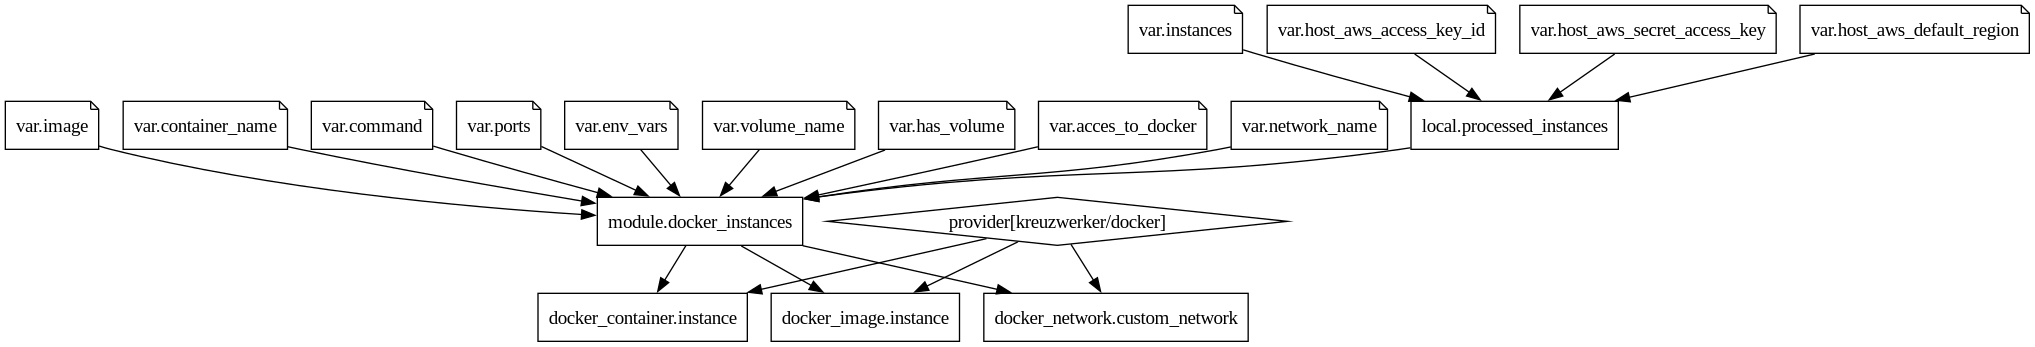 var.instances
var.host_aws_access_key_id
var.host_aws_secret_access_key
var.host_aws_default_region
var.image
var.container_name
var.command
var.ports
var.env_vars
var.volume_name
var.has_volume
var.acces_to_docker
var.network_name
local.processed_instances
module.docker_instances
provider[kreuzwerker/docker]
docker_container.instance
docker_image.instance
docker_network.custom_network